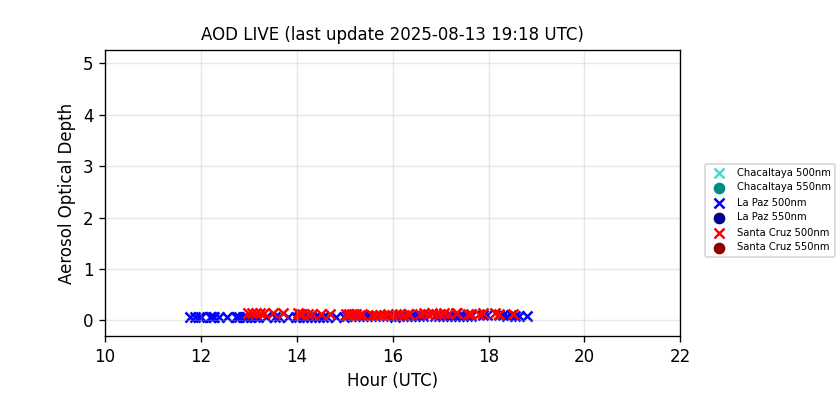 AOD LIVE (last update 2025-08-13 19:18 UTC)
5
4
3
2
1
0
Aerosol Optical Depth
10 12 14 16 18 20 22
Hour (UTC)
Chacaltaya 500nm
Chacaltaya 550nm
La Paz 500nm
La Paz 550nm
Santa Cruz 500nm
Santa Cruz 550nm